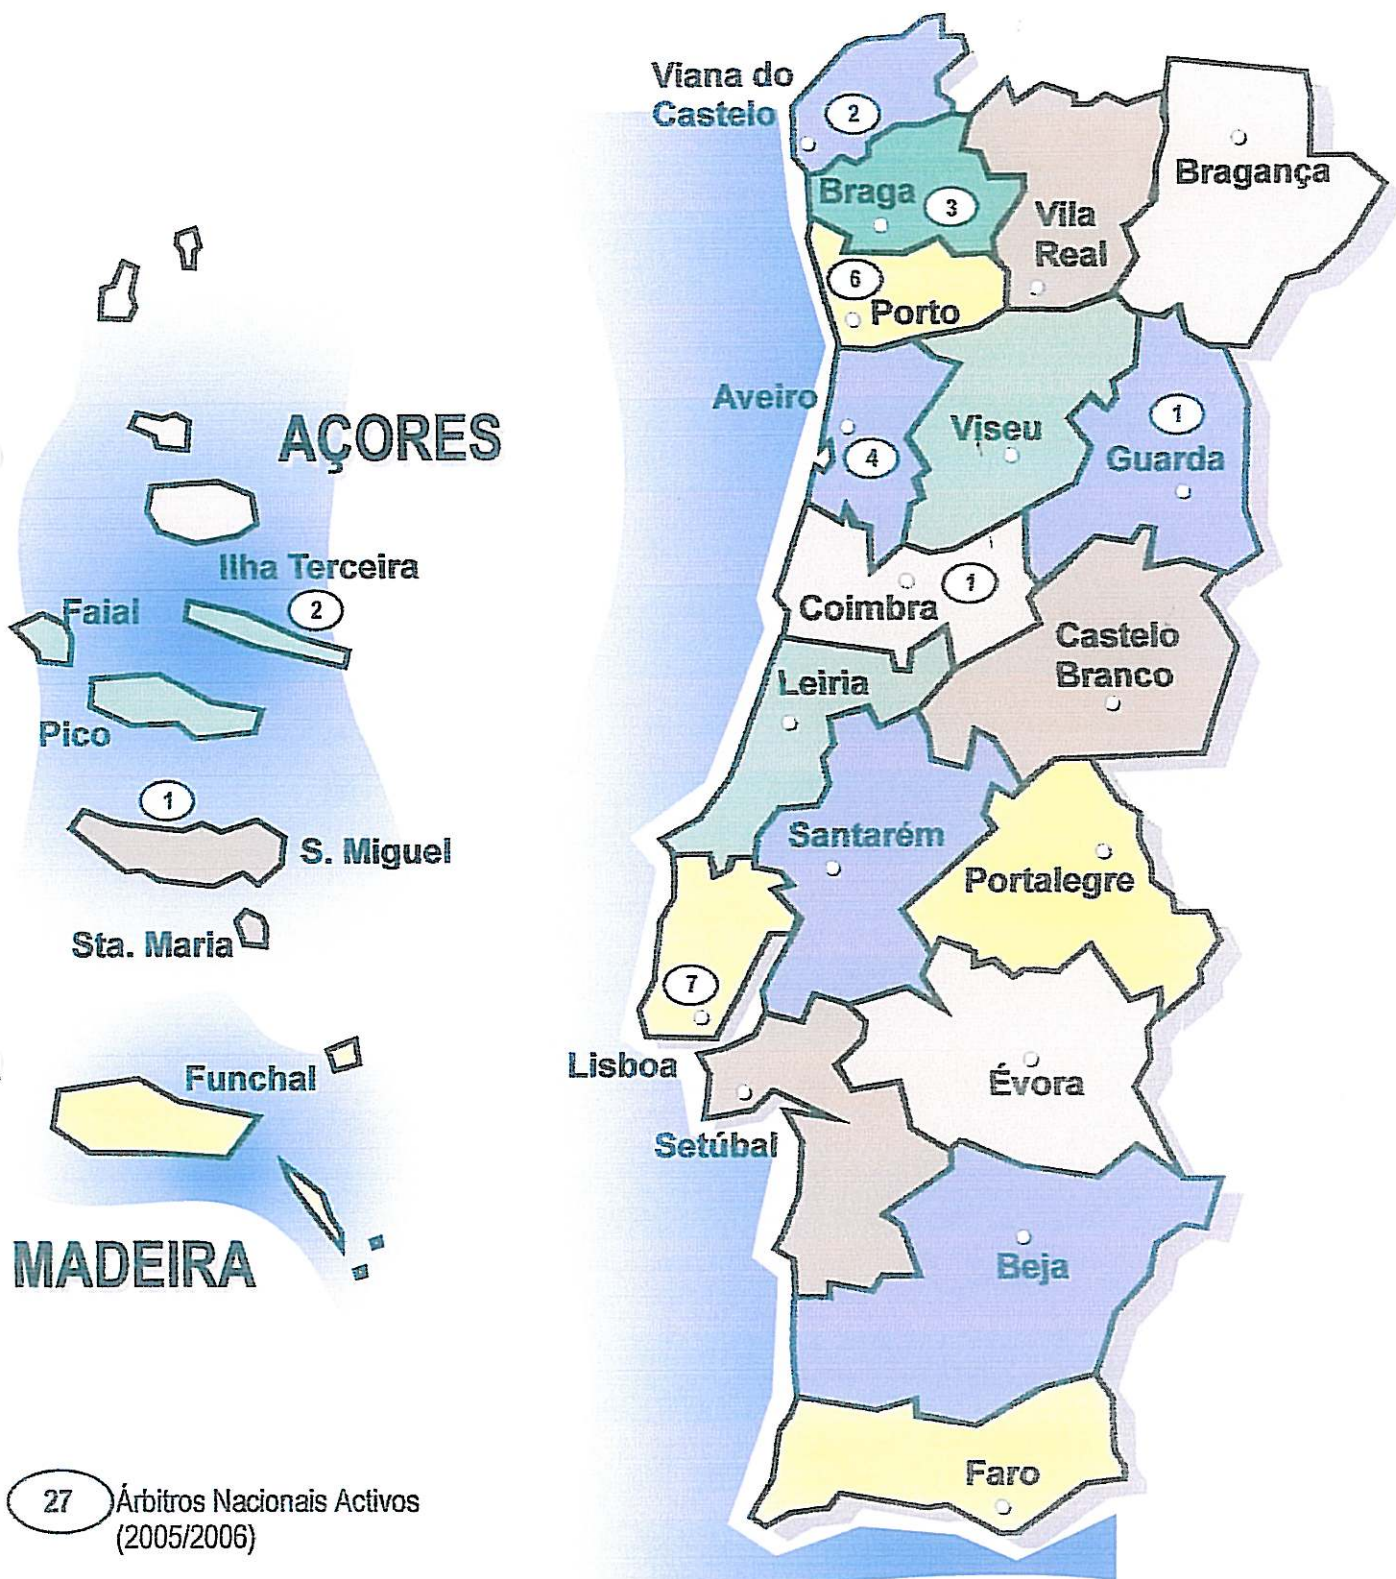 Viana do
Castelo
2
Braga
3
Vila
Real
Bragança
6
Porto
Aveiro
4
Viseu
1
Guarda
Coimbra
1
Castelo
Branco
Leiria
Santarém
Portalegre
7
Lisboa
Setúbal
Évora
Beja
Faro
AÇORES
Ilha Terceira
2
Faial
Pico
1
S. Miguel
Sta. Maria
Funchal
MADEIRA
27
Árbitros Nacionais Activos
(2005/2006)